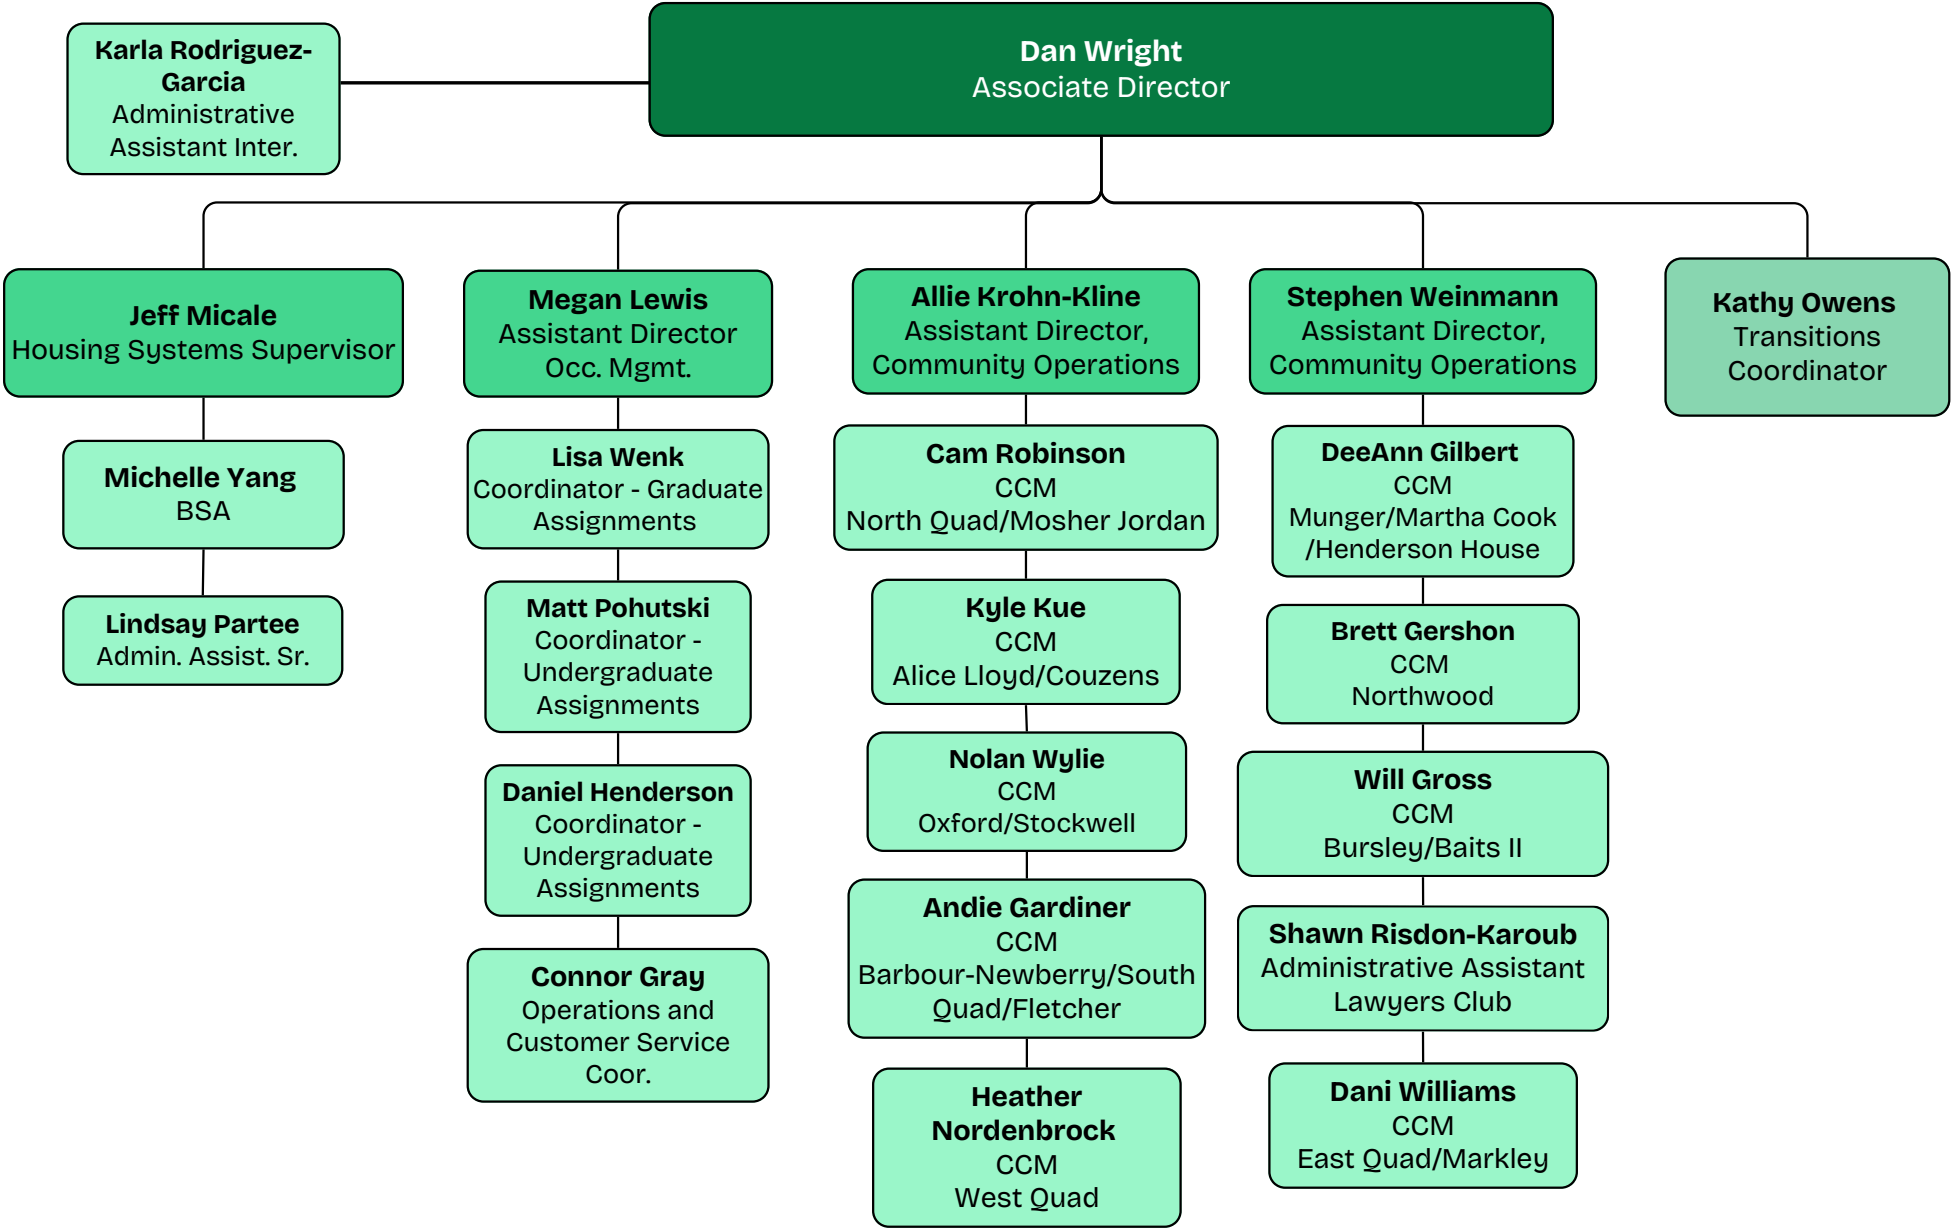 Karla Rodriguez-
Garcia
Administrative
Assistant Inter.
Dan Wright
Associate Director
Jeff Micale
Housing Systems Supervisor
Michelle Yang
BSA
Lindsay Partee
Admin. Assist. Sr.
Megan Lewis
Assistant Director
Occ. Mgmt.
Lisa Wenk
Coordinator - Graduate
Assignments
Matt Pohutski
Coordinator -
Undergraduate
Assignments
Daniel Henderson
Coordinator -
Undergraduate
Assignments
Connor Gray
Operations and
Customer Service
Coor.
Allie Krohn-Kline
Assistant Director,
Community Operations
Cam Robinson
CCM
North Quad/Mosher Jordan
Kyle Kue
CCM
Alice Lloyd/Couzens
Nolan Wylie
CCM
Oxford/Stockwell
Andie Gardiner
CCM
Barbour-Newberry/South
Quad/Fletcher
Heather
Nordenbrock
CCM
West Quad
Stephen Weinmann
Assistant Director,
Community Operations
DeeAnn Gilbert
CCM
Munger/Martha Cook
/Henderson House
Brett Gershon
CCM
Northwood
Will Gross
CCM
Bursley/Baits II
Shawn Risdon-Karoub
Administrative Assistant
Lawyers Club
Dani Williams
CCM
East Quad/Markley
Kathy Owens
Transitions
Coordinator